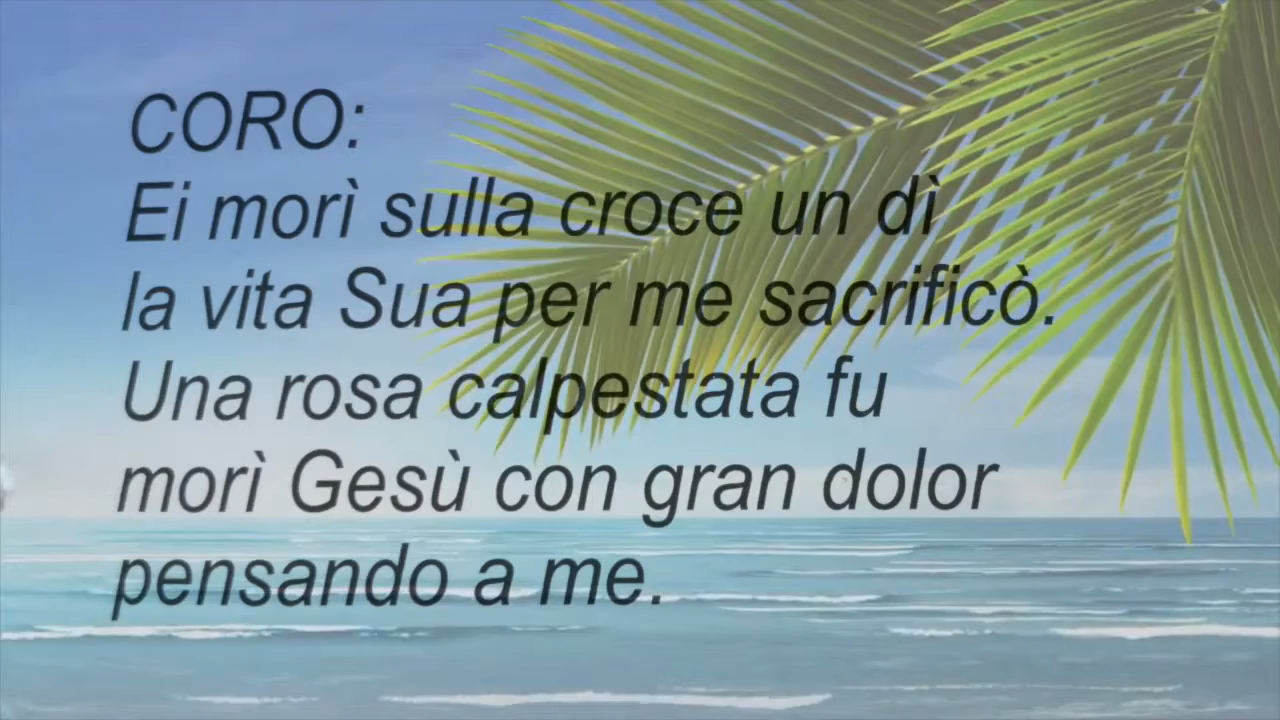 CORO:
Ei morì sulla croce un dì
la vita Sua per me sacrificò.
Una rosa calpestata fu
morì Gesù con gran dolor
pensando a me.